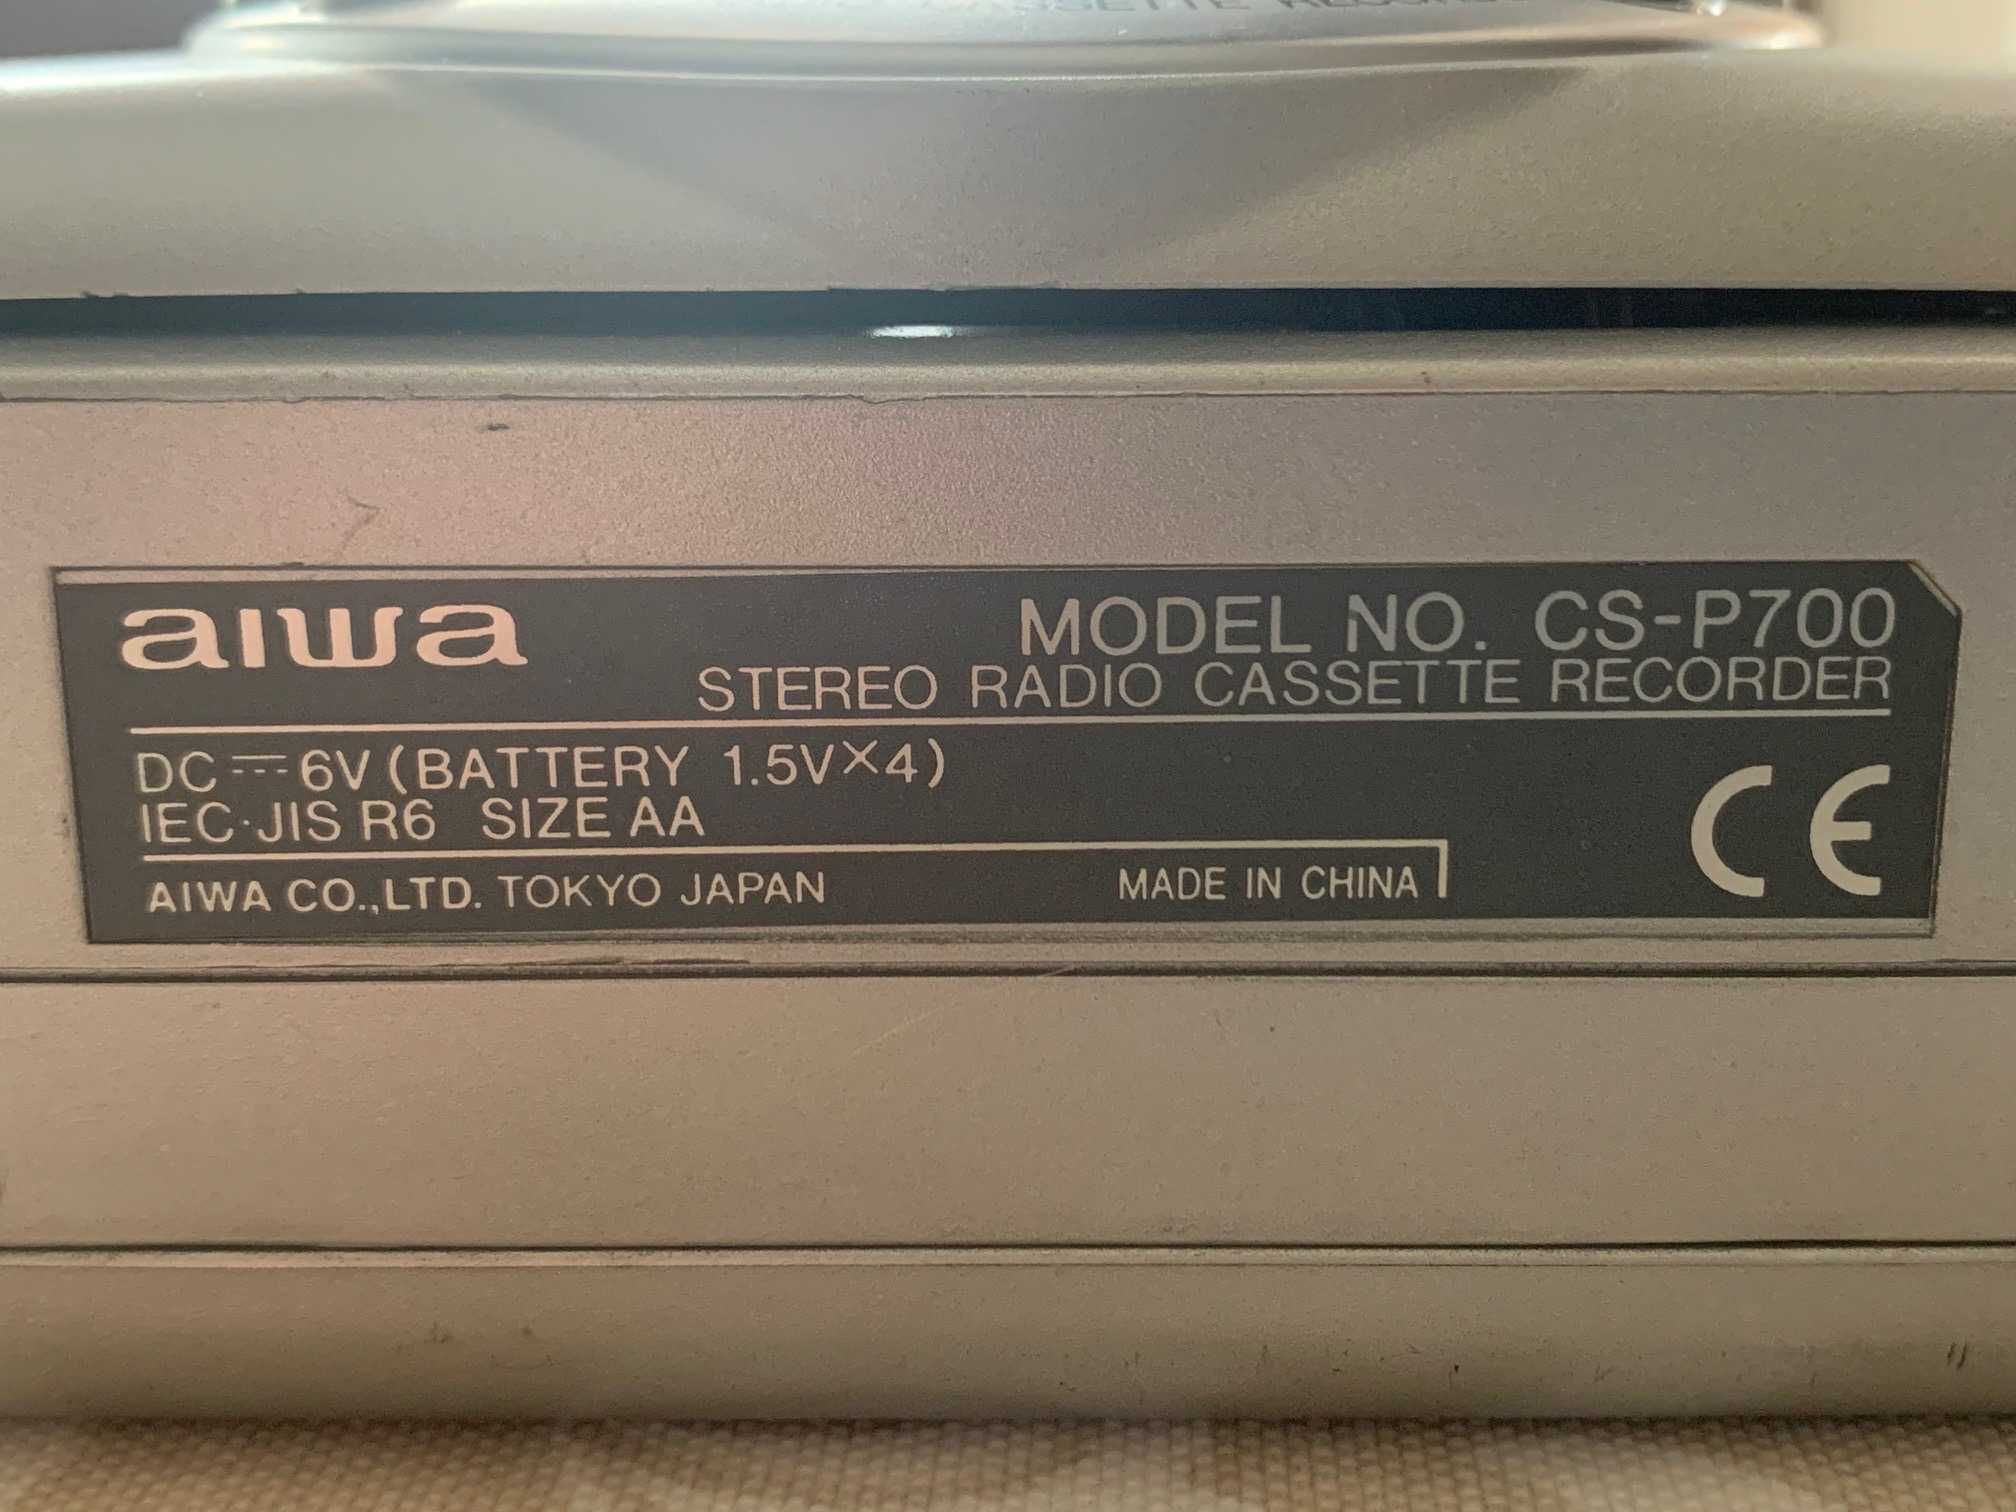 CASSETTE
aiwa
MODEL NO. CS-P700
STEREO RADIO CASSETTE RECORDER
DC⎓6V (BATTERY 1.5V×4)
IEC·JIS R6 SIZE AA
AIWA CO.,LTD. TOKYO JAPAN
MADE IN CHINA
CE